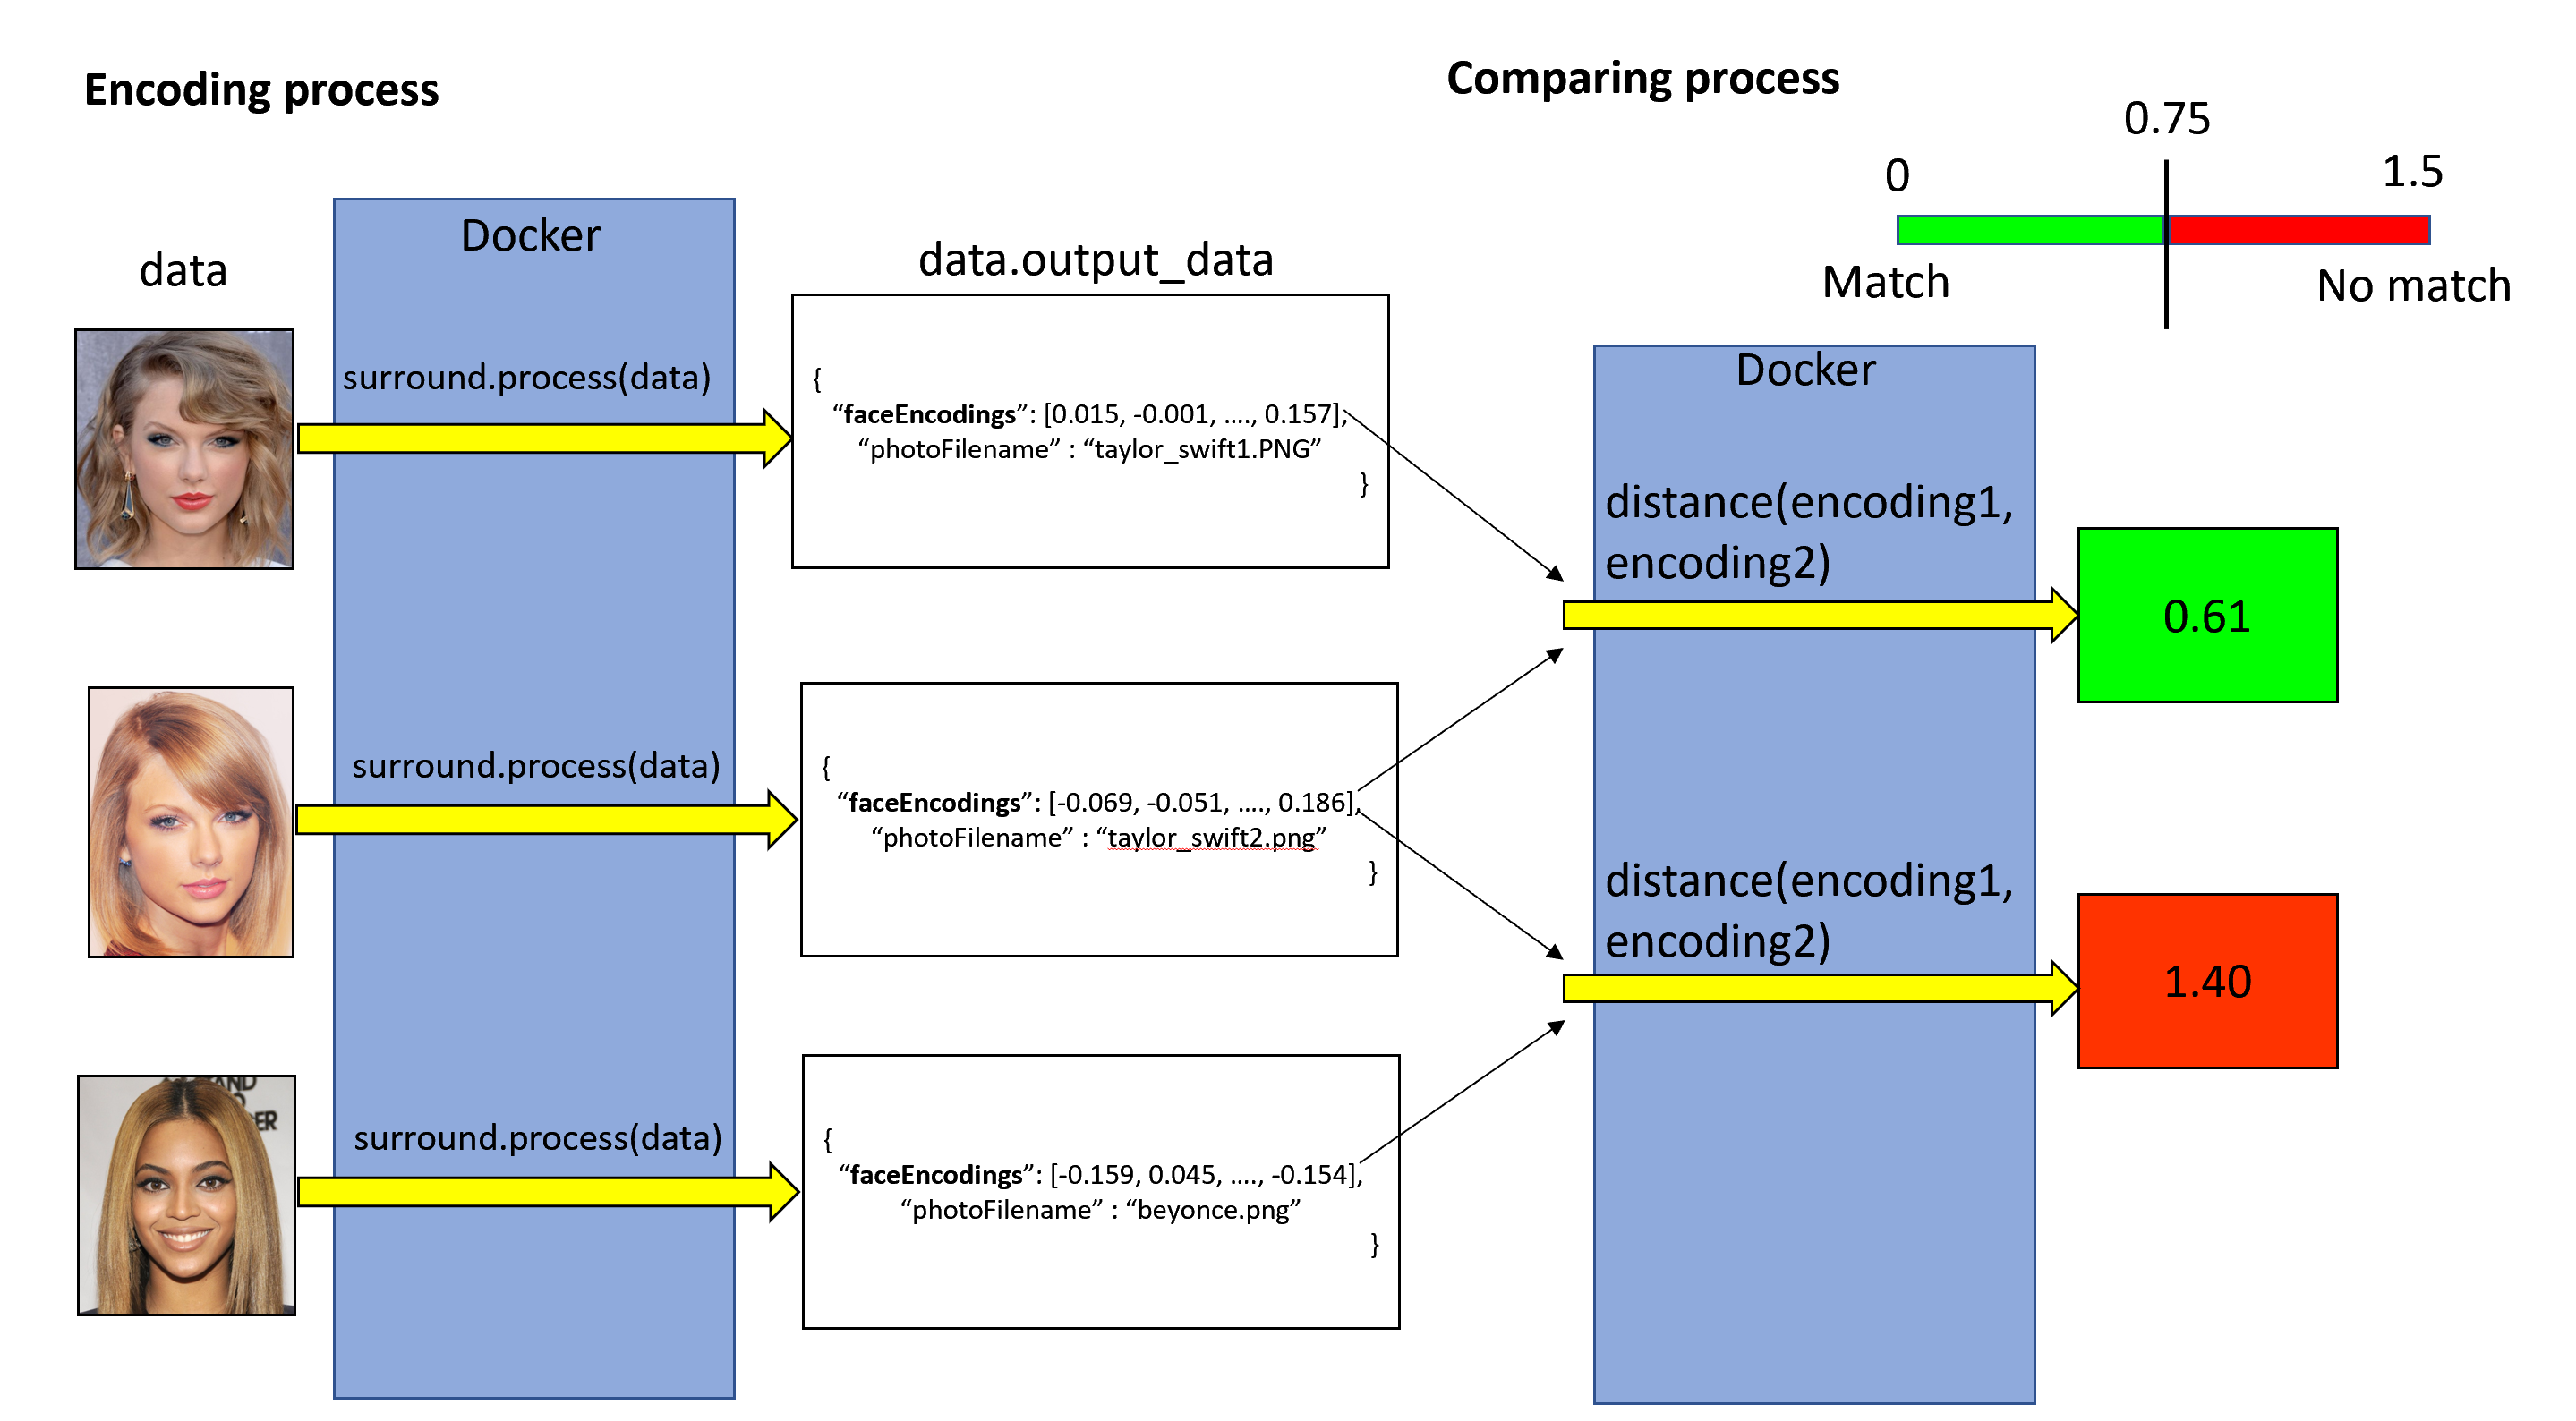 Encoding process
data
Docker
surround.process(data)
surround.process(data)
surround.process(data)
data.output_data
{
“faceEncodings”: [0.015, -0.001, …., 0.157],
“photoFilename” : “taylor_swift1.PNG”
}
{
“faceEncodings”: [-0.069, -0.051, …., 0.186],
“photoFilename” : “taylor_swift2.png”
}
{
“faceEncodings”: [-0.159, 0.045, …., -0.154],
“photoFilename” : “beyonce.png”
}
Comparing process
0.75
0
1.5
Match
No match
Docker
distance(encoding1,
encoding2)
0.61
distance(encoding1,
encoding2)
1.40